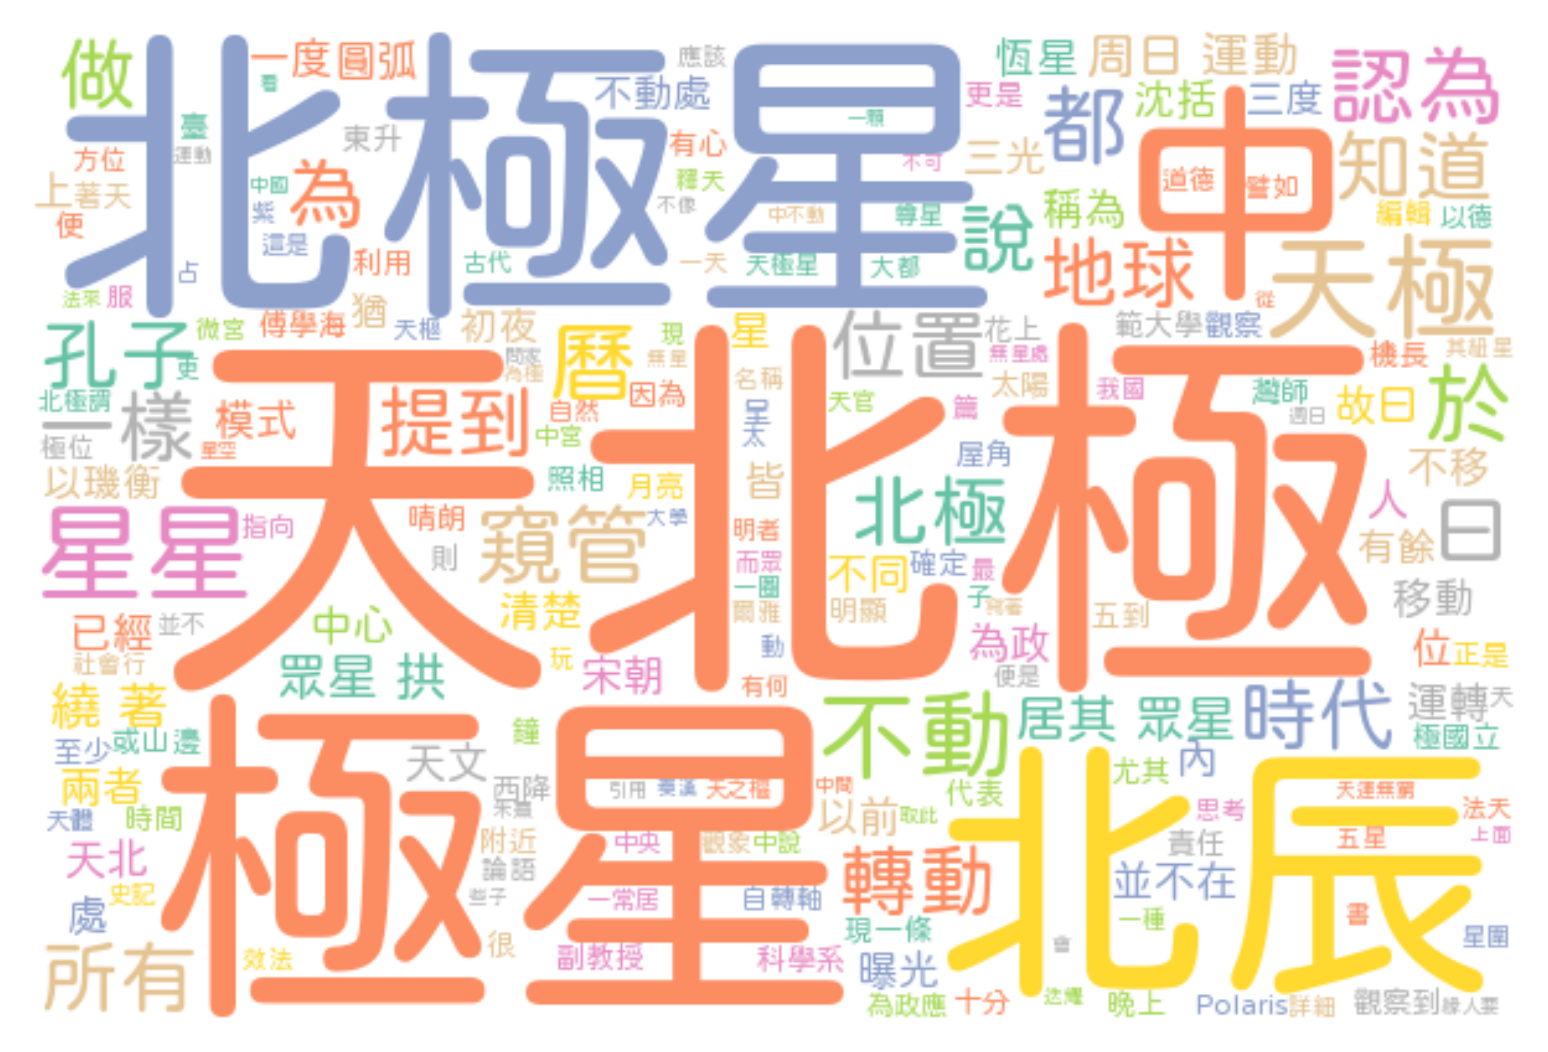 做
北極星
一度圓弧
應該
不動處
恆星
周日 運動
認為
看
更是
都
沈括
三度
中
一顆
臺
東升
有心
不可
三光
知道
方位
運動
釋天
道德
譬如
上著天
中國
為
不像
中不動
尊星
說
稱為
編輯
以德
便
紫
這是
占
利用
古代
一天
天極星
大都
地球
天極
法來
服
猶
從
孔子
微宮
傅學海
天樞
初夜
曆
現
星
位置
花上
範大學
觀察
機長
其紐星
更
天北極
無星
無星處
北極謂
一樣
模式
提到
自然
因為
名稱
天官
篇
太陽
我國
灣師
週日
故曰
於
極位
星空
中宮
屋角
以璣衡
照相
月亮
皆
北極
不移
星星
指向
晴朗
窺管
大學
明者
人
曰
則
而眾
不同
確定
最
有餘
一圈
子
清楚
爾雅
明顯
五到
移動
已經
並不
中心
動
為政
位
正是
社會行
眾星 拱
玩
宋朝
有何
便是
繞 著
極星
不動
居其 眾星
時代
運轉
天
至少
或山邊
鐘
天文
內
極國立
兩者
西降
引用
秦漢
天之樞
中間
代表
尤其
北辰
天運無窮
天體
時間
以前
取此
思考
法天
天北
附近
中央
觀象
中說
責任
五星
上面
論語
轉動
並不在
史記
些子
一常居
自轉軸
處
現一條
一種
書
星圖
很
會
所有
效法
副教授
科學系
曝光
為政應
十分
迄燿
晚上
Polaris
詳細
觀察到